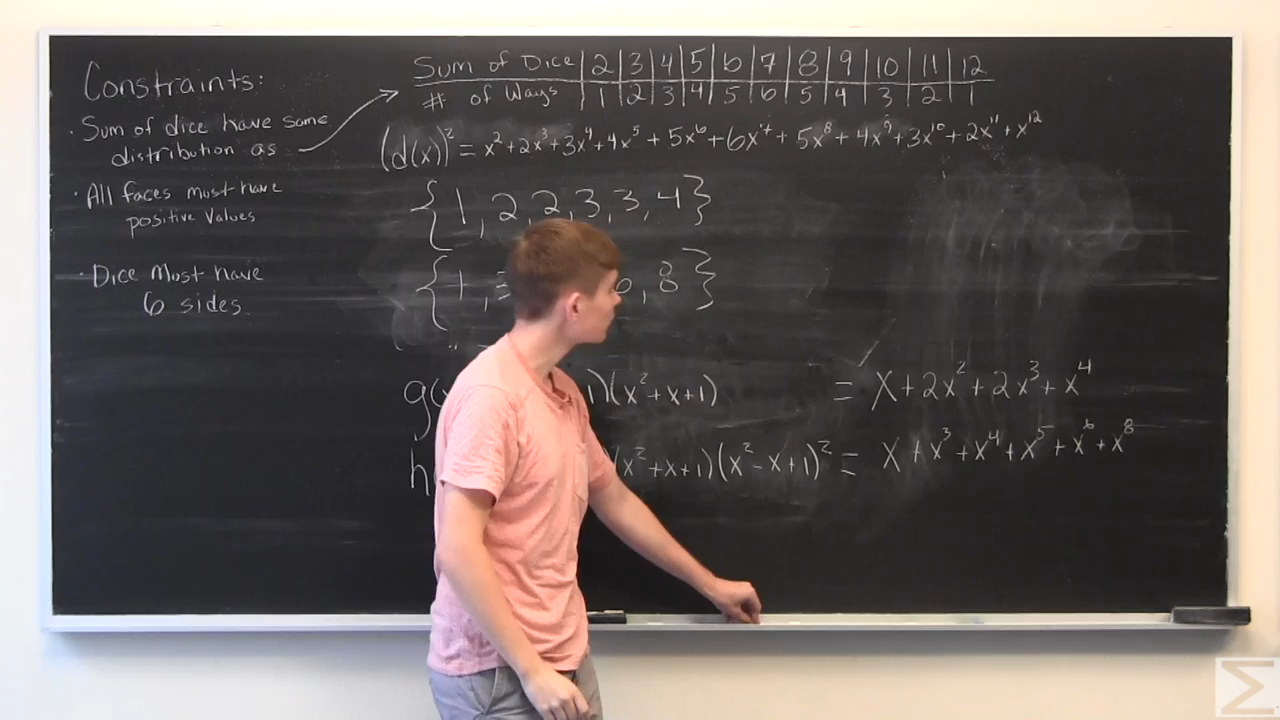 Constraints:
· Sum of dice have same
distribution as
· All faces must have
positive values
· Dice Must have
6 sides.
Sum of Dice | 2 | 3 | 4 | 5 | 6 | 7 | 8 | 9 | 10 | 11 | 12
# of Ways | 1 | 2 | 3 | 4 | 5 | 6 | 5 | 4 | 3 | 2 | 1
(d(x))² = x² + 2x³ + 3x⁴ + 4x⁵ + 5x⁶ + 6x⁷ + 5x⁸ + 4x⁹ + 3x¹⁰ + 2x¹¹ + x¹²
{1, 2, 2, 3, 3, 4}
{1, 6, 8}
g( 1)(x² + x + 1) = x + 2x² + 2x³ + x⁴
h (x² + x + 1)(x² - x + 1)² = x + x³ + x⁴ + x⁵ + x⁶ + x⁸
Σ